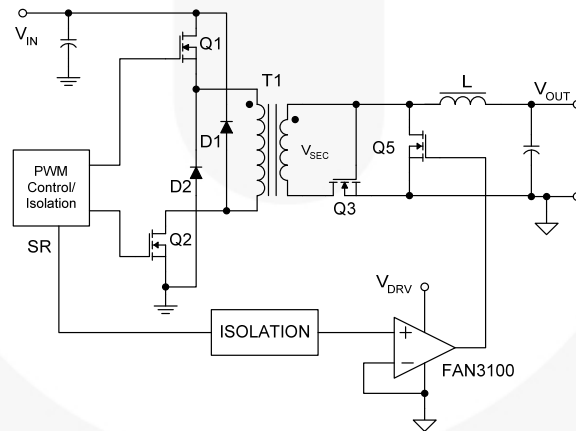 V_IN
Q1
T1
L
V_OUT
D1
V_SEC
Q5
PWM
Control/
Isolation
D2
Q3
Q2
SR
V_DRV
ISOLATION
+
−
FAN3100